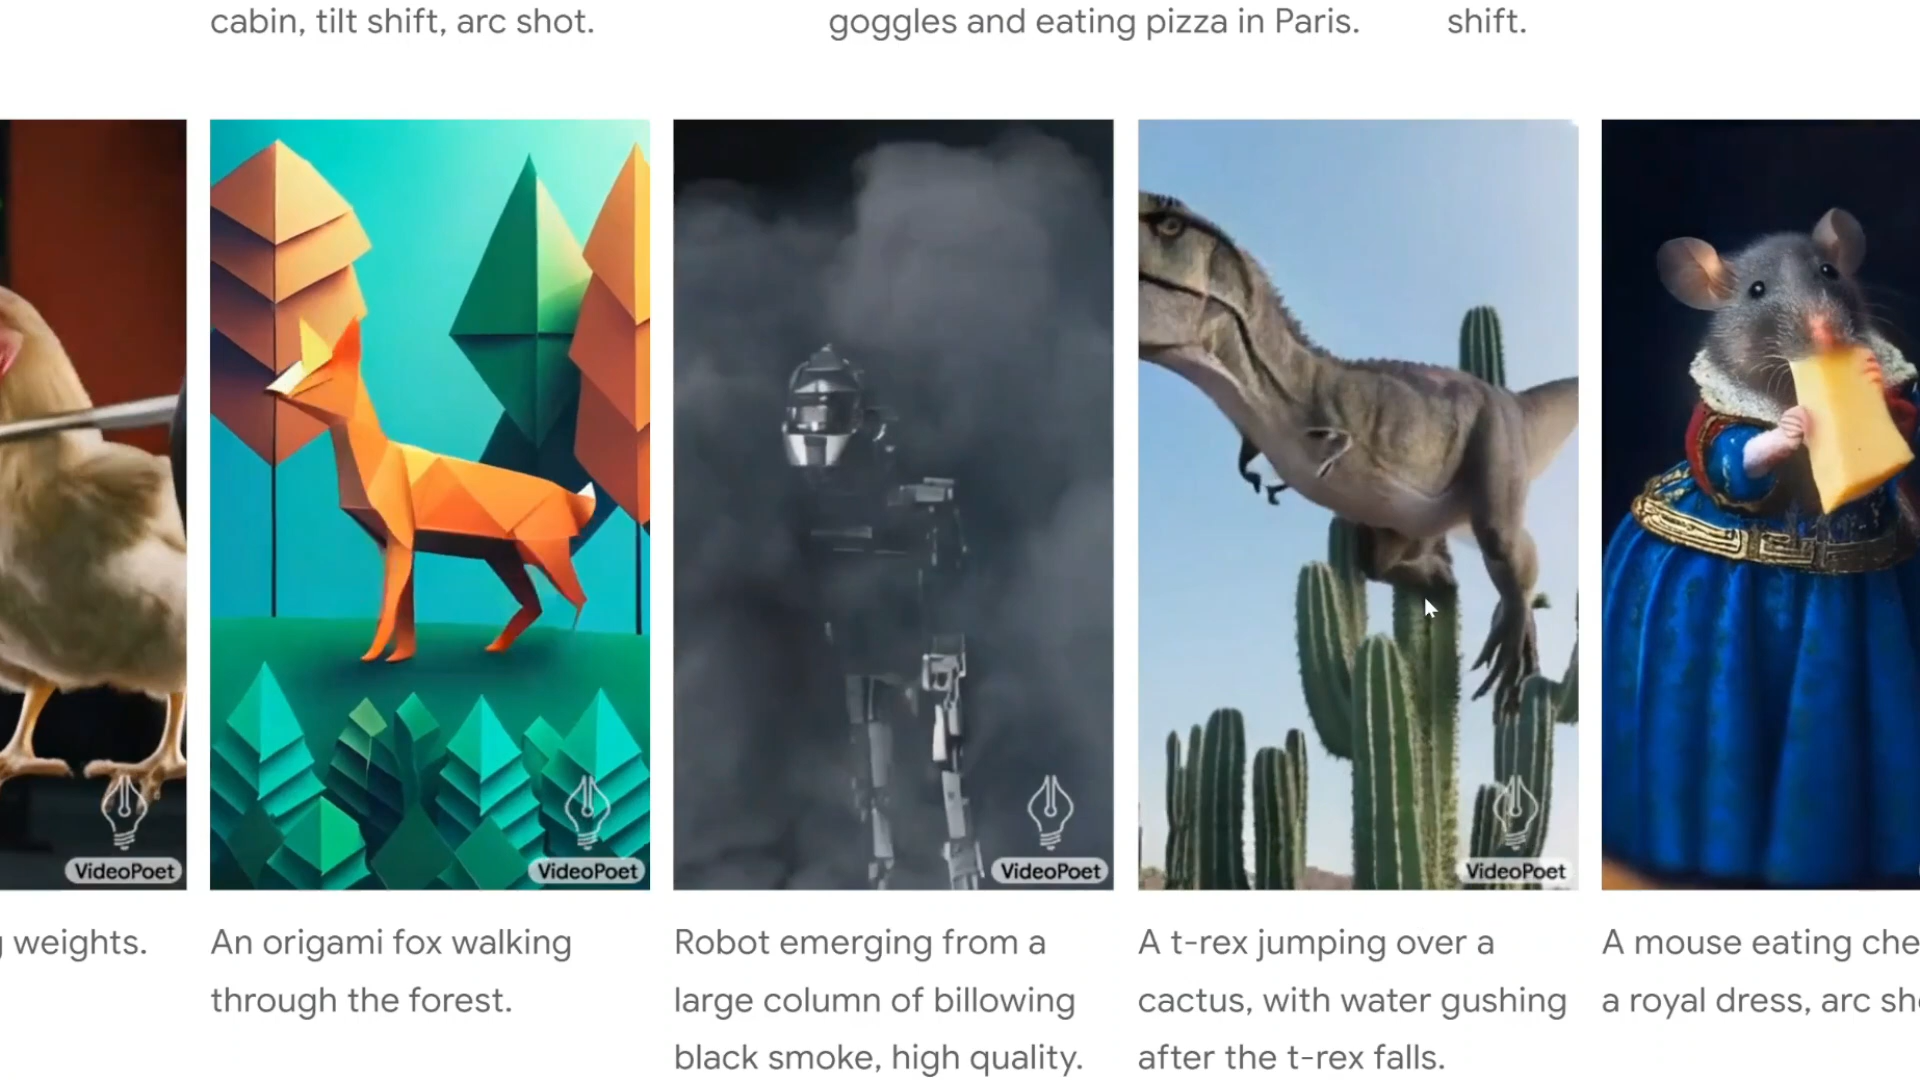 cabin, tilt shift, arc shot.
goggles and eating pizza in Paris.
shift.
VideoPoet
VideoPoet
VideoPoet
VideoPoet
weights.
An origami fox walking
through the forest.
Robot emerging from a
large column of billowing
black smoke, high quality.
A t-rex jumping over a
cactus, with water gushing
after the t-rex falls.
A mouse eating che
a royal dress, arc sh